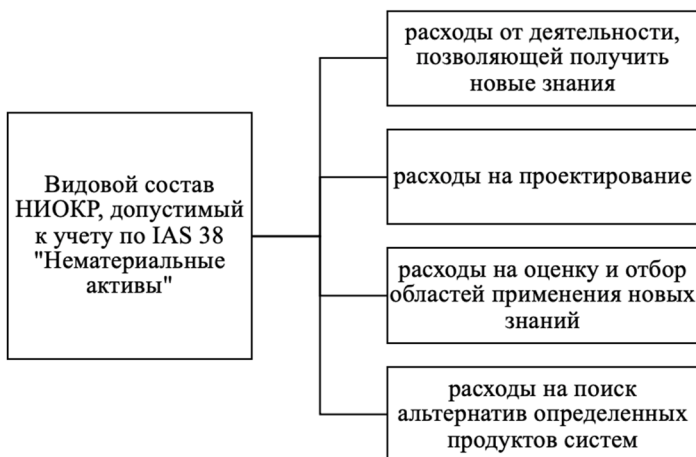 Видовой состав
НИОКР, допустимый
к учету по IAS 38
"Нематериальные
активы"
расходы от деятельности,
позволяющей получить
новые знания
расходы на проектирование
расходы на оценку и отбор
областей применения новых
знаний
расходы на поиск
альтернатив определенных
продуктов систем